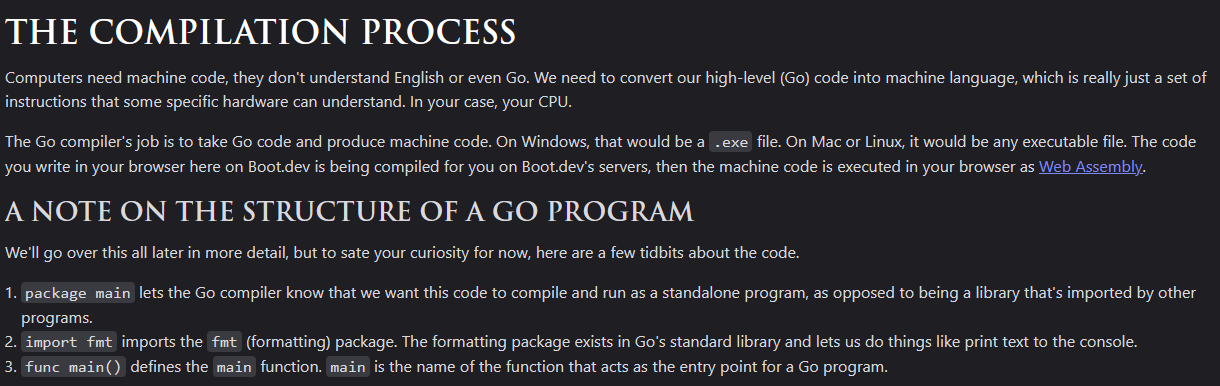 THE COMPILATION PROCESS
Computers need machine code, they don't understand English or even Go. We need to convert our high-level (Go) code into machine language, which is really just a set of
instructions that some specific hardware can understand. In your case, your CPU.
The Go compiler's job is to take Go code and produce machine code. On Windows, that would be a .exe file. On Mac or Linux, it would be any executable file. The code
you write in your browser here on Boot.dev is being compiled for you on Boot.dev's servers, then the machine code is executed in your browser as Web Assembly.
A NOTE ON THE STRUCTURE OF A GO PROGRAM
We'll go over this all later in more detail, but to sate your curiosity for now, here are a few tidbits about the code.
1. package main lets the Go compiler know that we want this code to compile and run as a standalone program, as opposed to being a library that's imported by other
programs.
2. import fmt imports the fmt (formatting) package. The formatting package exists in Go's standard library and lets us do things like print text to the console.
3. func main() defines the main function. main is the name of the function that acts as the entry point for a Go program.